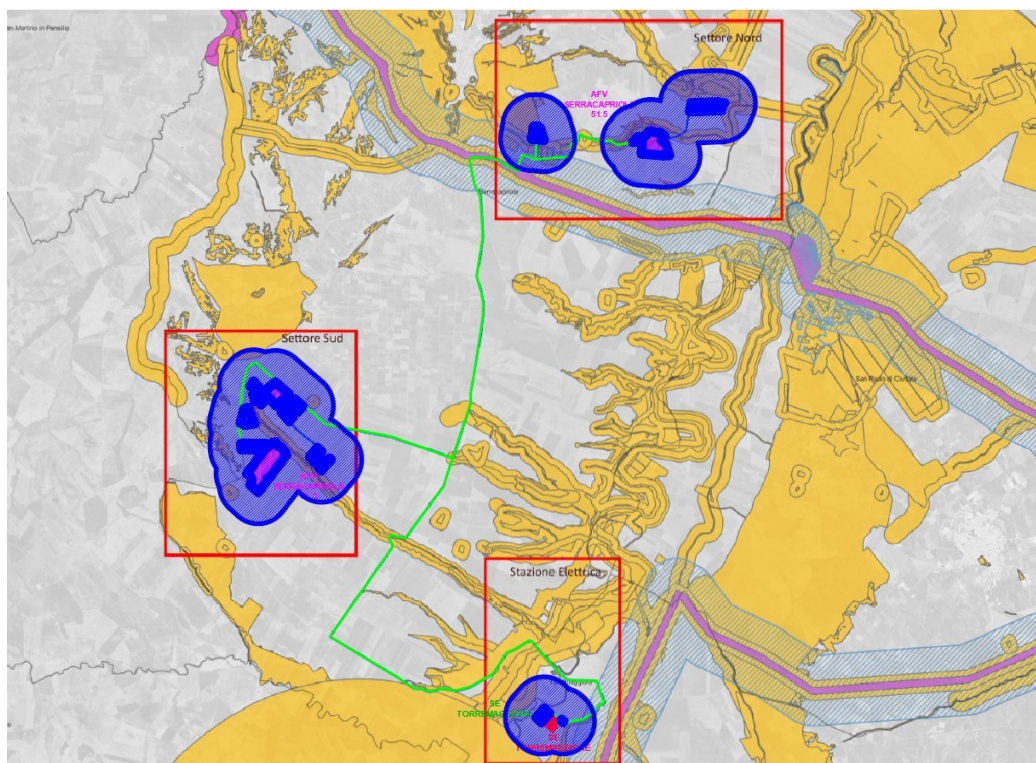 San Martino in Pensilis
Settore Nord
AFV
SERRACAPRIOLA
51.5
Serracapriola
San Paolo di Civitate
Settore Sud
Stazione Elettrica
SE
SE